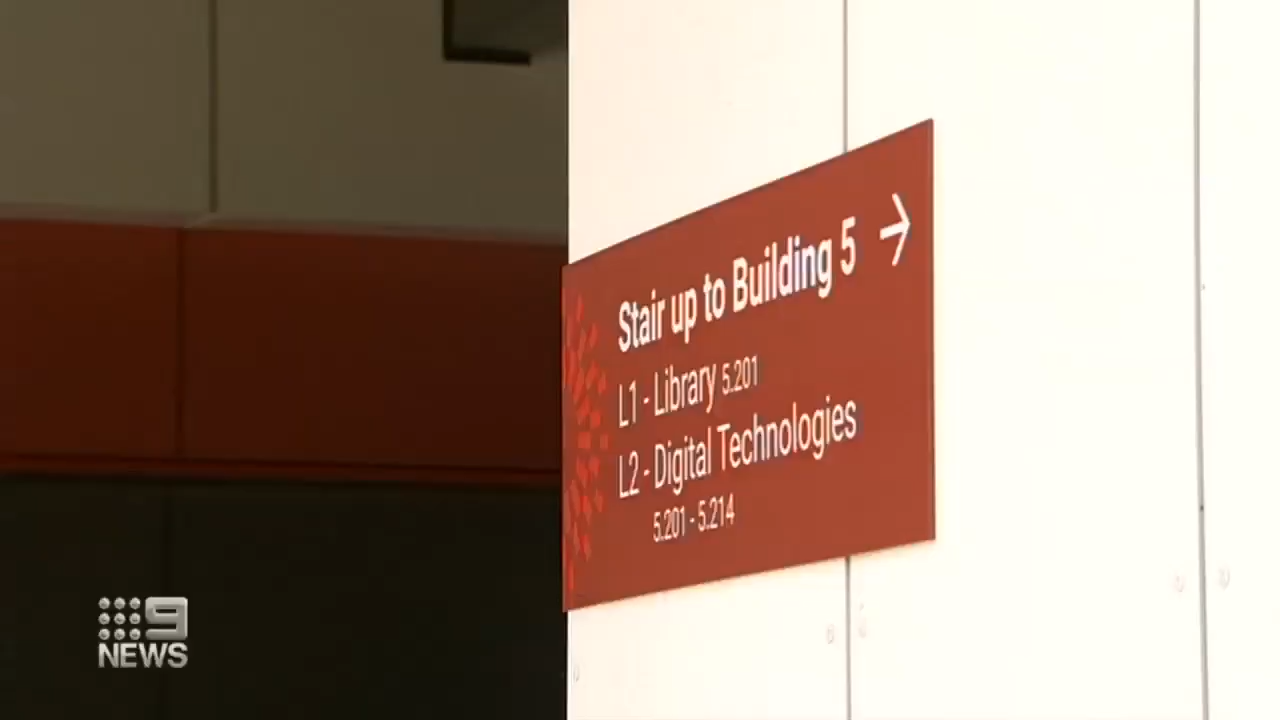 Stair up to Building 5 →
L1 - Library 5.201
L2 - Digital Technologies
5.201 - 5.214
9
NEWS